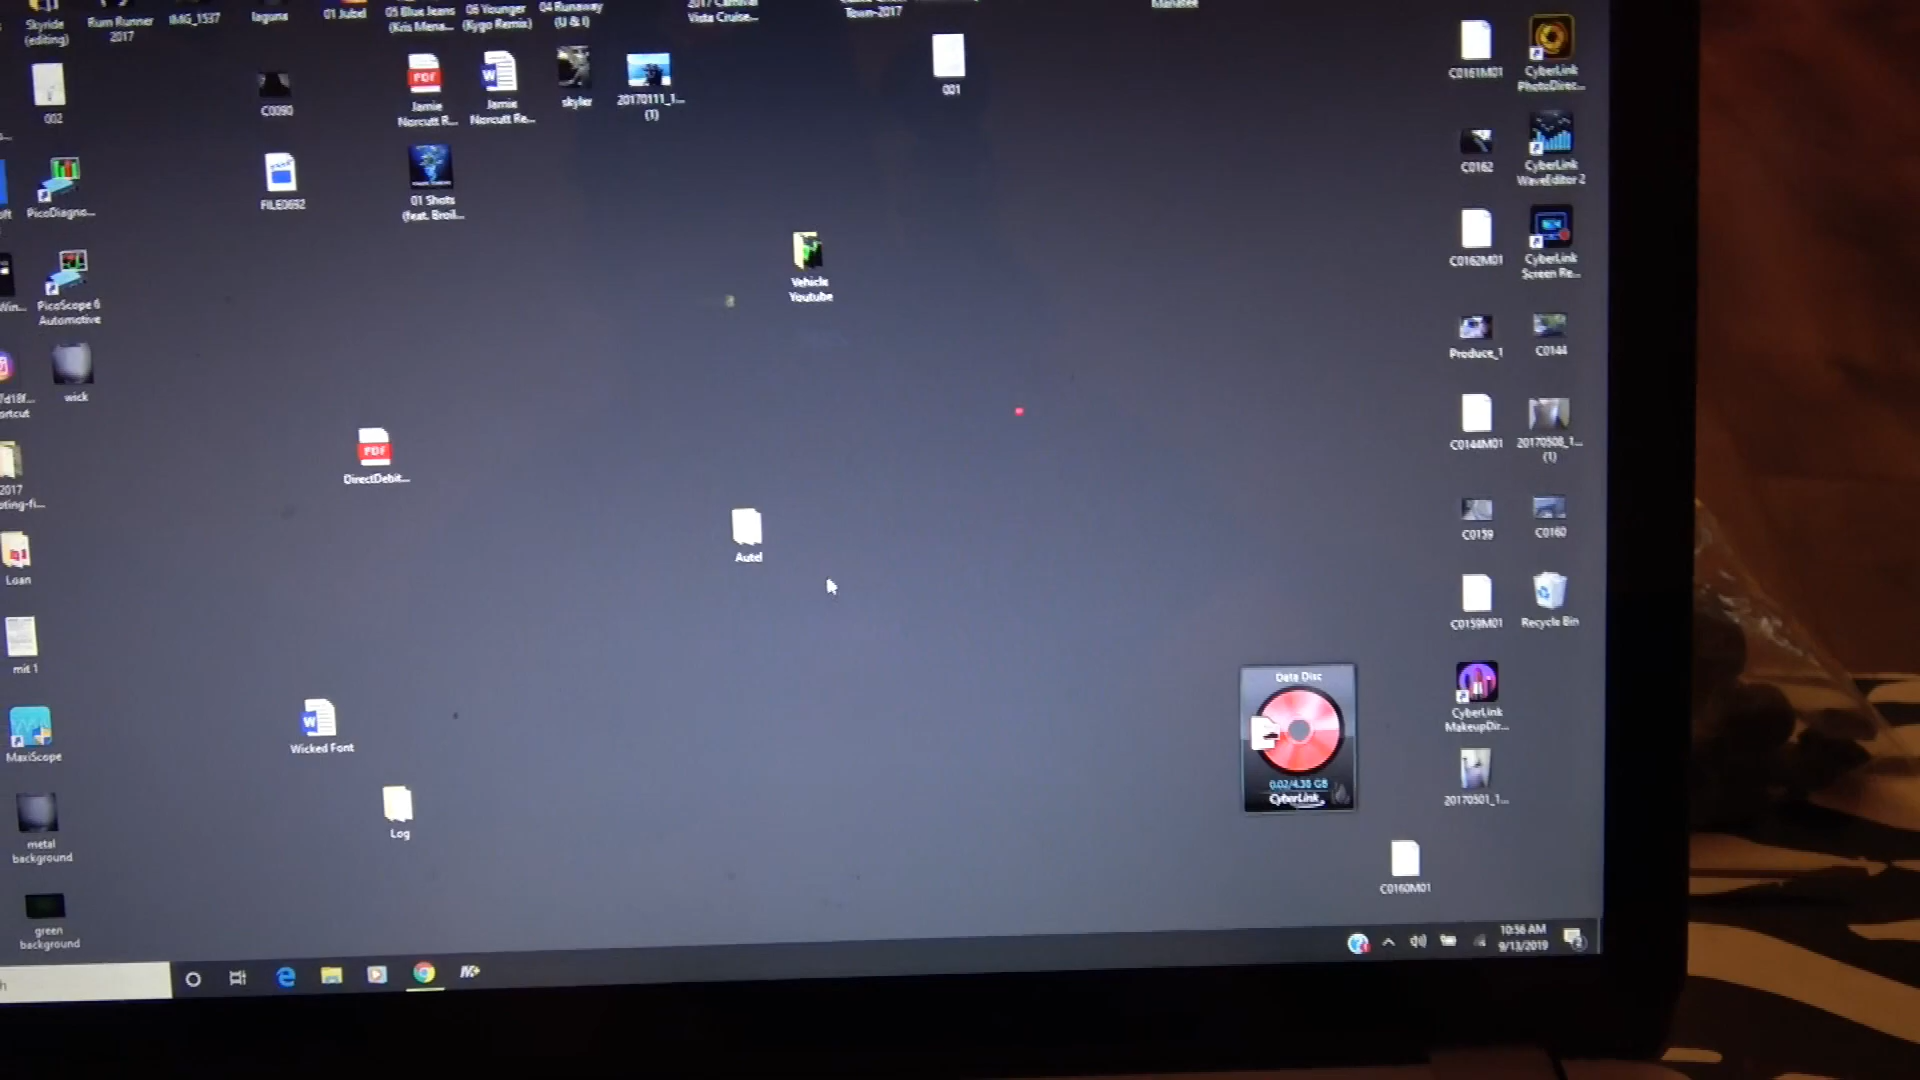 Skyride
(editing)
Rum Runner
2017
IMG_1537
laguna
01 Jubel
05 Blue Jeans
(Kris Mena...
06 Younger
(Kygo Remix)
04 Runaway
(U & I)
2017 Carnival
Vista Cruise...
Town-2017
Manatee
002
C0090
Jamie
Norcutt R...
Jamie
Norcutt Re...
skyler
20170111_1...
(1)
001
C0161M01
CyberLink
PhotoDirec...
PicoDiagno...
FILE0692
01 Shots
(feat. Broil...
C0162
CyberLink
WaveEditor 2
Vehicle
Youtube
C0162M01
CyberLink
Screen Re...
Win...
PicoScope 6
Automotive
Produce_1
C0144
7d18f...
ortcut
wick
PDF
DirectDebit...
C0144M01
20170508_1...
(1)
2017
oting-fi...
Autel
C0159
C0160
Loan
C0159M01
Recycle Bin
mit 1
Data Disc
0.02/4.38 GB
CyberLink
CyberLink
MakeupDir...
MaxiScope
Wicked Font
20170501_1...
metal
background
Log
C0160M01
green
background
10:56 AM
9/13/2019